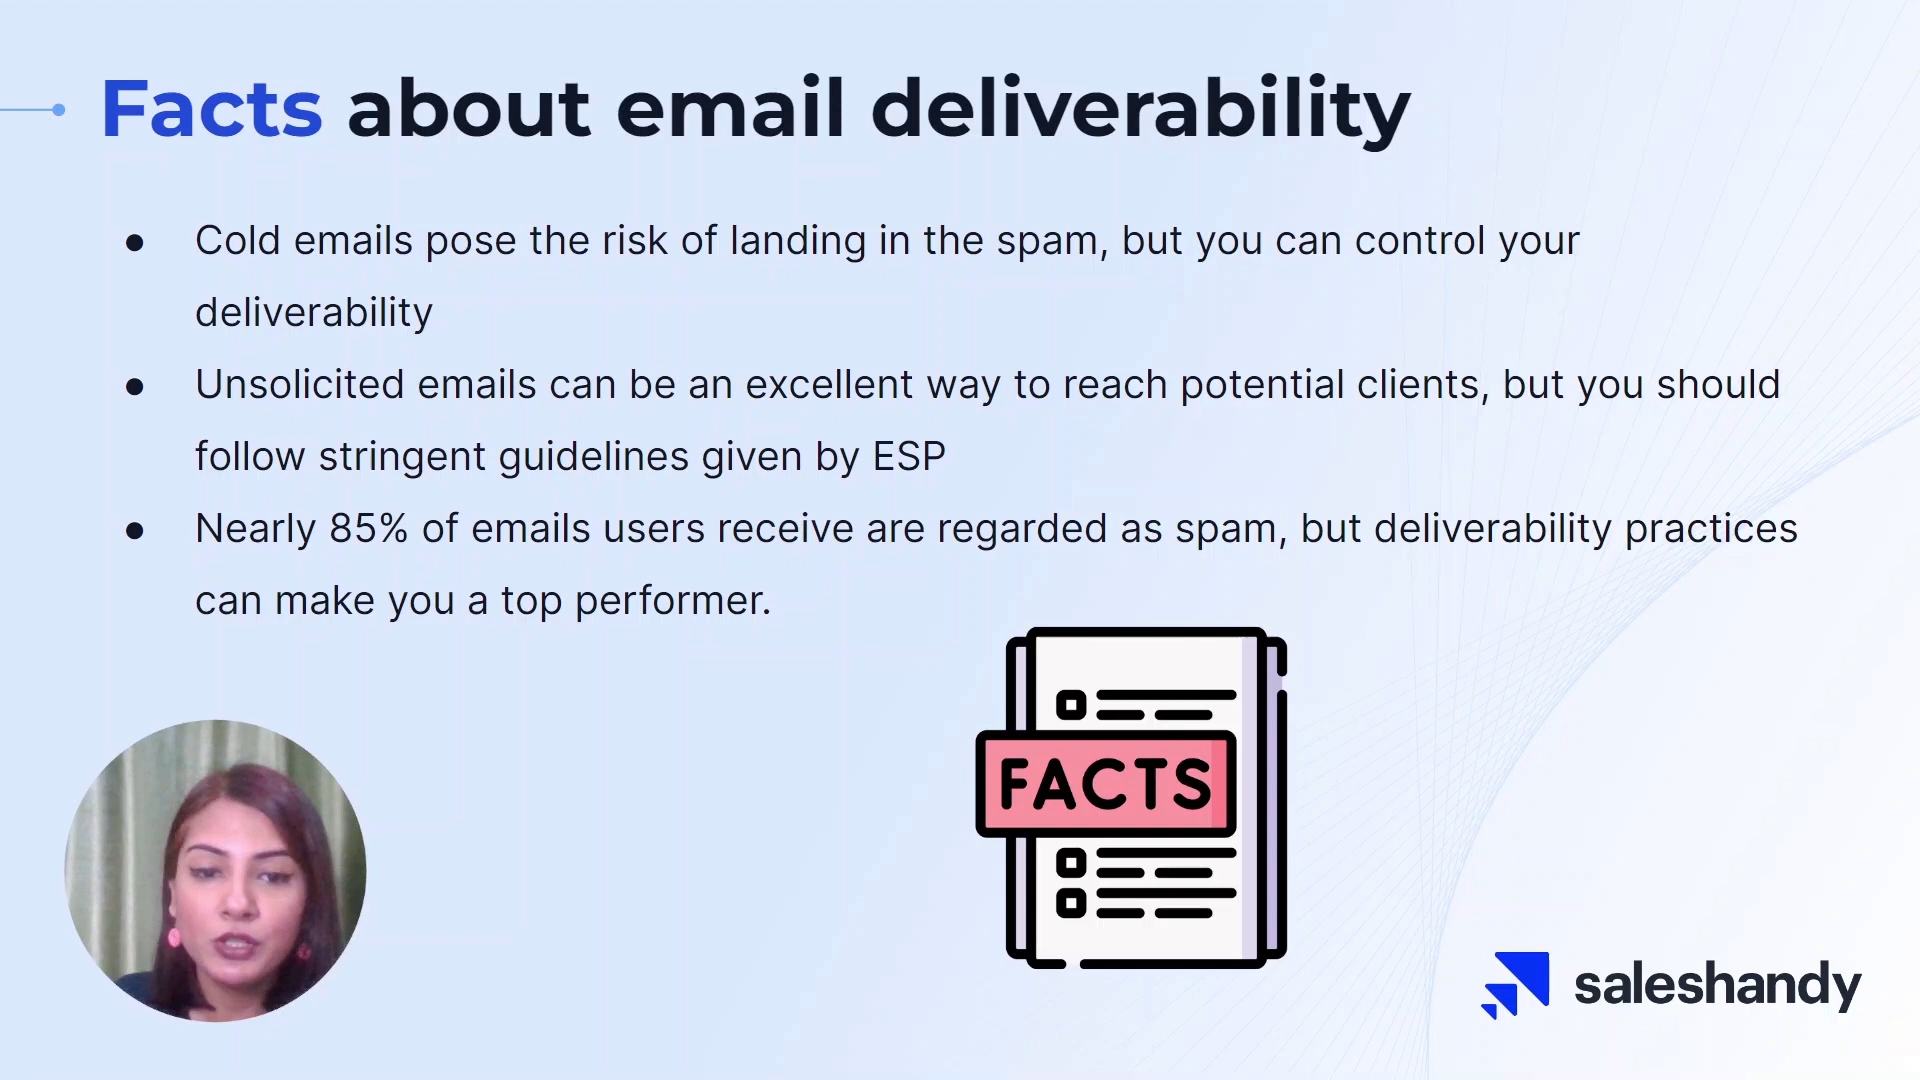 Facts about email deliverability
● Cold emails pose the risk of landing in the spam, but you can control your
deliverability
● Unsolicited emails can be an excellent way to reach potential clients, but you should
follow stringent guidelines given by ESP
● Nearly 85% of emails users receive are regarded as spam, but deliverability practices
can make you a top performer.
FACTS
saleshandy